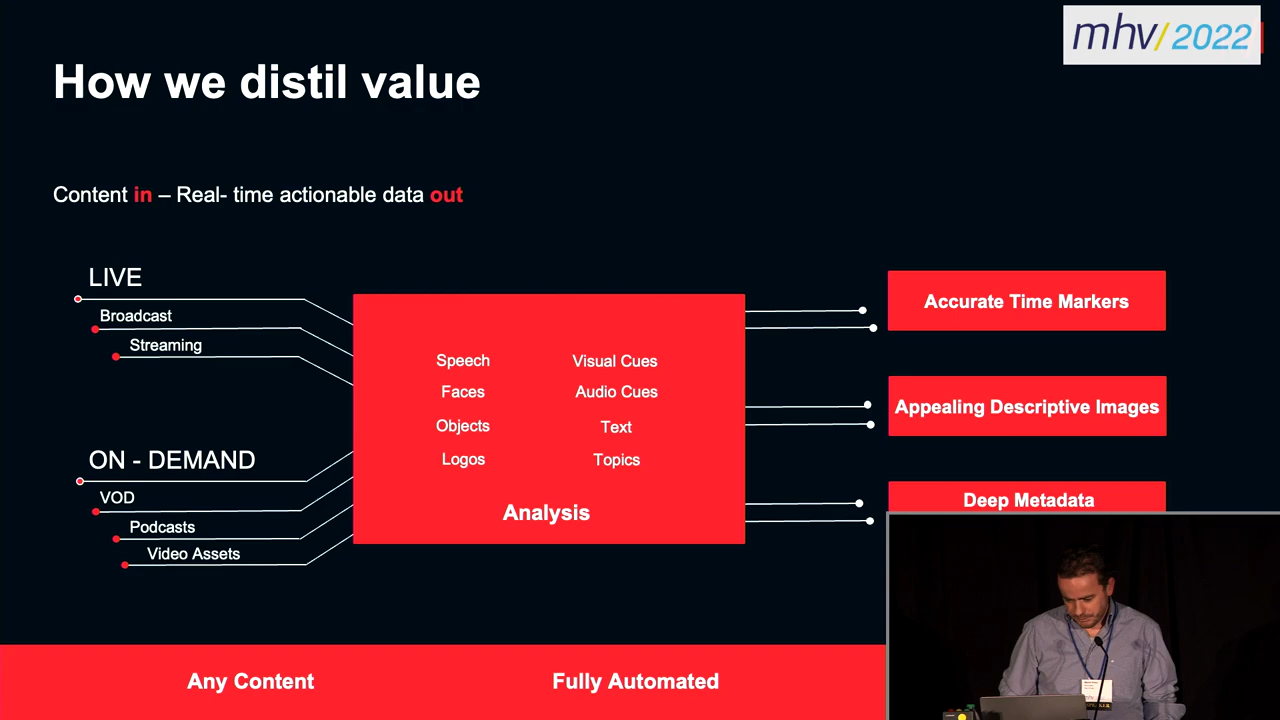 mhv/2022
How we distil value
Content in – Real- time actionable data out
LIVE
Broadcast
Streaming
ON - DEMAND
VOD
Podcasts
Video Assets
Speech
Visual Cues
Faces
Audio Cues
Objects
Text
Logos
Topics
Analysis
Accurate Time Markers
Appealing Descriptive Images
Deep Metadata
Any Content
Fully Automated